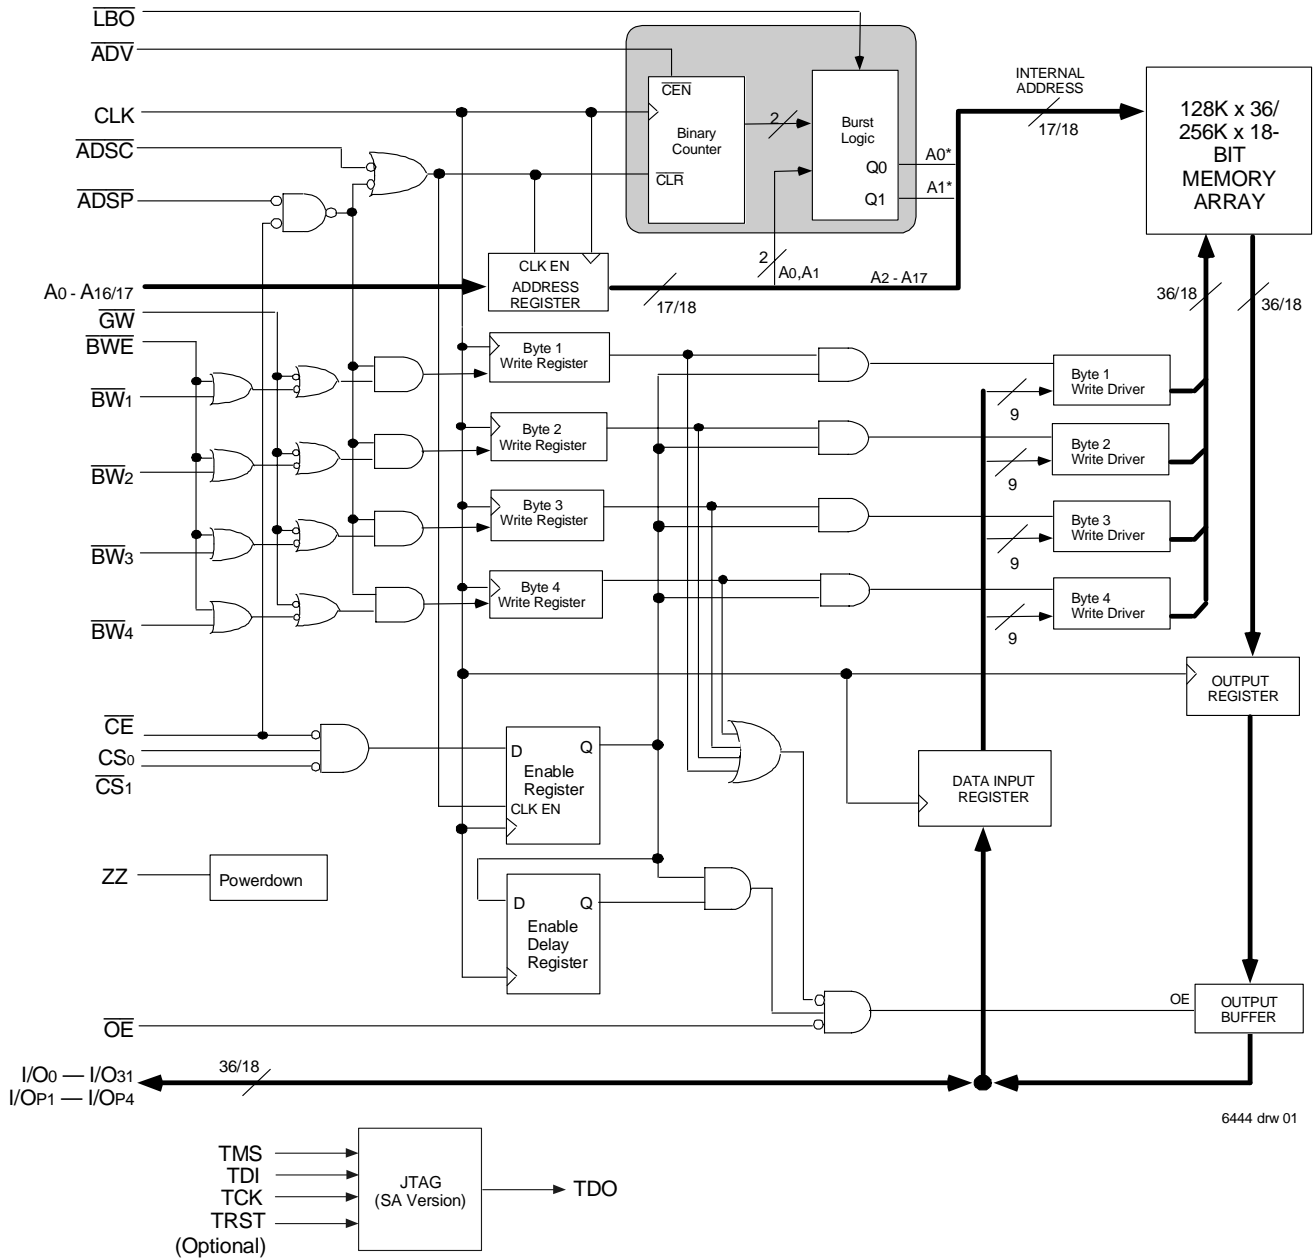 LBO
ADV
CLK
ADSC
ADSP
A0 - A16/17
GW
BWE
BW1
BW2
BW3
BW4
CE
CS0
CS1
ZZ
Powerdown
OE
I/O0 — I/O31
I/OP1 — I/OP4
36/18
CEN
Binary
Counter
CLR
2
Burst
Logic
Q0
Q1
A0*
A1*
2
A0,A1
A2 - A17
INTERNAL
ADDRESS
17/18
128K x 36/
256K x 18-
BIT
MEMORY
ARRAY
CLK EN
ADDRESS
REGISTER
17/18
36/18
36/18
Byte 1
Write Register
Byte 2
Write Register
Byte 3
Write Register
Byte 4
Write Register
9
Byte 1
Write Driver
9
Byte 2
Write Driver
9
Byte 3
Write Driver
9
Byte 4
Write Driver
OUTPUT
REGISTER
D Q
Enable
Register
CLK EN
DATA INPUT
REGISTER
D Q
Enable
Delay
Register
OE
OUTPUT
BUFFER
6444 drw 01
TMS
TDI
TCK
TRST
(Optional)
JTAG
(SA Version)
TDO